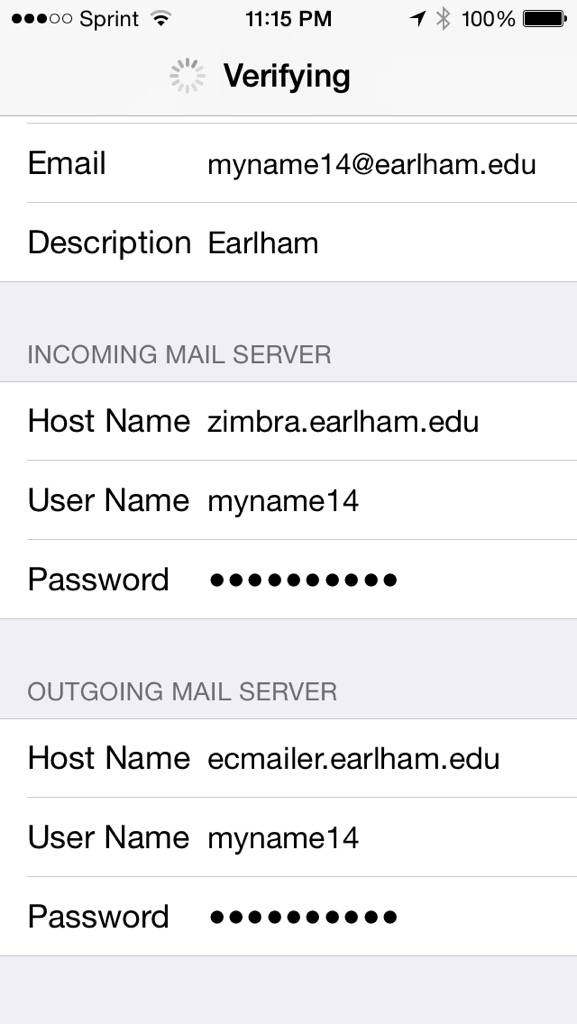 Sprint 11:15 PM 100%
Verifying
Email myname14@earlham.edu
Description Earlham
INCOMING MAIL SERVER
Host Name zimbra.earlham.edu
User Name myname14
Password ●●●●●●●●●●
OUTGOING MAIL SERVER
Host Name ecmailer.earlham.edu
User Name myname14
Password ●●●●●●●●●●